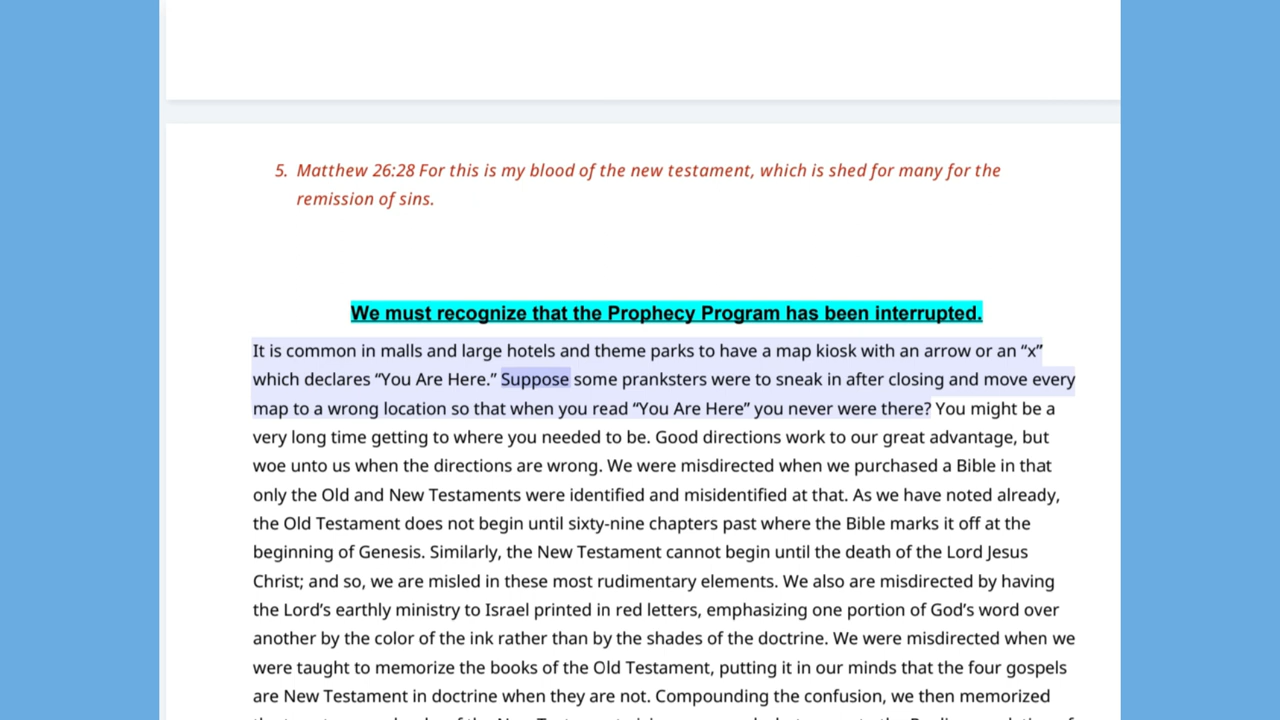 5. Matthew 26:28 For this is my blood of the new testament, which is shed for many for the
remission of sins.
We must recognize that the Prophecy Program has been interrupted.
It is common in malls and large hotels and theme parks to have a map kiosk with an arrow or an “x”
which declares “You Are Here.” Suppose some pranksters were to sneak in after closing and move every
map to a wrong location so that when you read “You Are Here” you never were there? You might be a
very long time getting to where you needed to be. Good directions work to our great advantage, but
woe unto us when the directions are wrong. We were misdirected when we purchased a Bible in that
only the Old and New Testaments were identified and misidentified at that. As we have noted already,
the Old Testament does not begin until sixty-nine chapters past where the Bible marks it off at the
beginning of Genesis. Similarly, the New Testament cannot begin until the death of the Lord Jesus
Christ; and so, we are misled in these most rudimentary elements. We also are misdirected by having
the Lord’s earthly ministry to Israel printed in red letters, emphasizing one portion of God’s word over
another by the color of the ink rather than by the shades of the doctrine. We were misdirected when we
were taught to memorize the books of the Old Testament, putting it in our minds that the four gospels
are New Testament in doctrine when they are not. Compounding the confusion, we then memorized